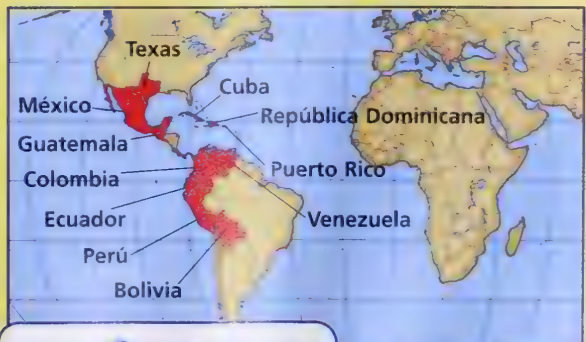 Texas
Cuba
México
República Dominicana
Guatemala
Puerto Rico
Colombia
Ecuador
Venezuela
Perú
Bolivia